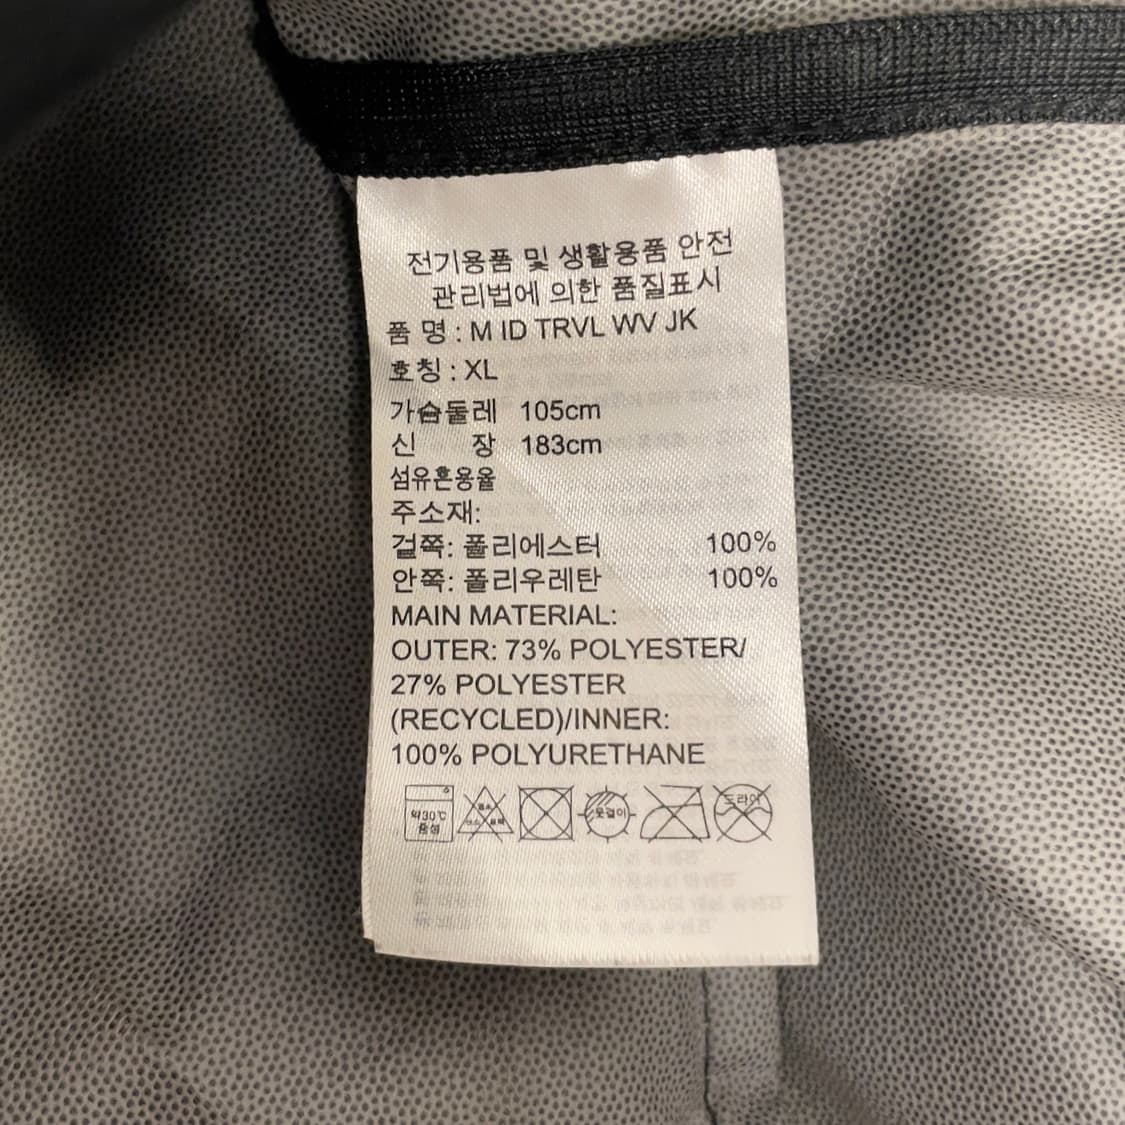 전기용품 및 생활용품 안전
관리법에 의한 품질표시
품 명 : M ID TRVL WV JK
호칭 : XL
가슴둘레 105cm
신 장 183cm
섬유혼용율
주소재:
겉쪽: 폴리에스터 100%
안쪽: 폴리우레탄 100%
MAIN MATERIAL:
OUTER: 73% POLYESTER/
27% POLYESTER
(RECYCLED)/INNER:
100% POLYURETHANE
약30℃ 옷걸이 드라이
중성